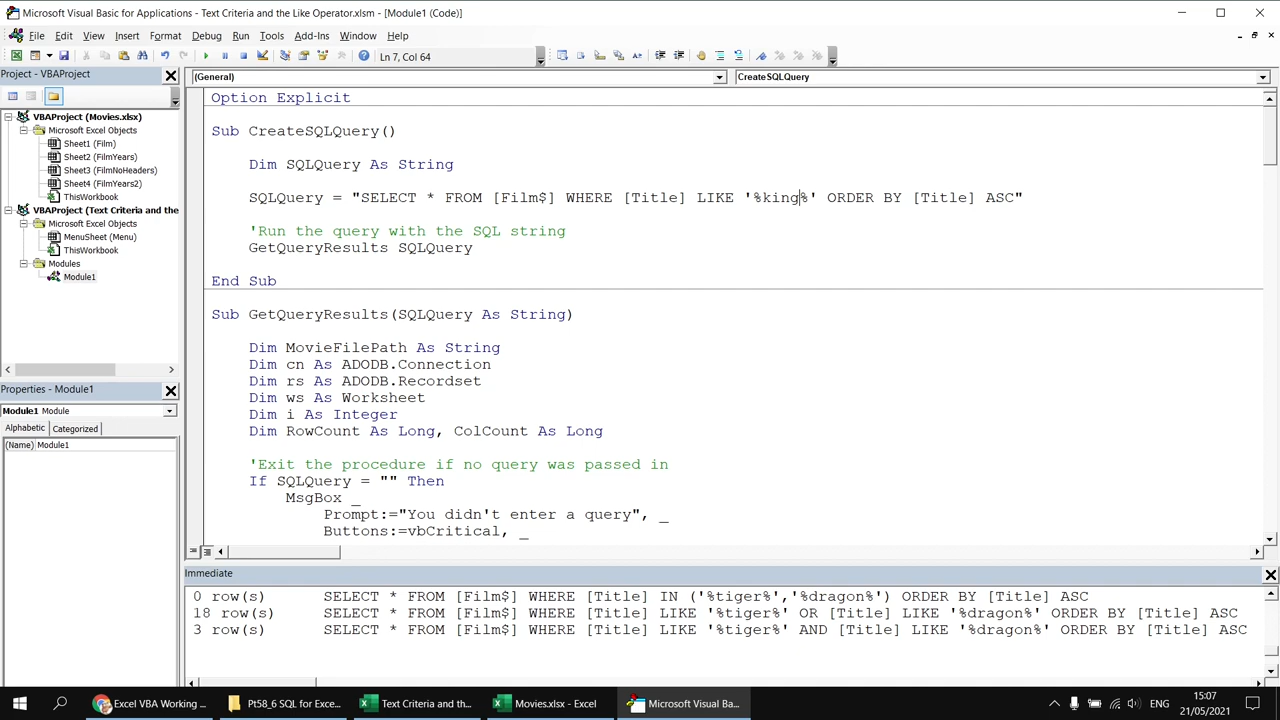 Microsoft Visual Basic for Applications - Text Criteria and the Like Operator.xlsm - [Module1 (Code)]
File Edit View Insert Format Debug Run Tools Add-Ins Window Help
Ln 7, Col 64
Project - VBAProject
(General) CreateSQLQuery
VBAProject (Movies.xlsx)
Microsoft Excel Objects
Sheet1 (Film)
Sheet2 (FilmYears)
Sheet3 (FilmNoHeaders)
Sheet4 (FilmYears2)
ThisWorkbook
VBAProject (Text Criteria and the
Microsoft Excel Objects
MenuSheet (Menu)
ThisWorkbook
Modules
Module1
Properties - Module1
Module1 Module
Alphabetic Categorized
(Name) Module1
Option Explicit
Sub CreateSQLQuery()
Dim SQLQuery As String
SQLQuery = "SELECT * FROM [Film$] WHERE [Title] LIKE '%king%' ORDER BY [Title] ASC"
'Run the query with the SQL string
GetQueryResults SQLQuery
End Sub
Sub GetQueryResults(SQLQuery As String)
Dim MovieFilePath As String
Dim cn As ADODB.Connection
Dim rs As ADODB.Recordset
Dim ws As Worksheet
Dim i As Integer
Dim RowCount As Long, ColCount As Long
'Exit the procedure if no query was passed in
If SQLQuery = "" Then
MsgBox _
Prompt:="You didn't enter a query", _
Buttons:=vbCritical, _
Immediate
0 row(s) SELECT * FROM [Film$] WHERE [Title] IN ('%tiger%','%dragon%') ORDER BY [Title] ASC
18 row(s) SELECT * FROM [Film$] WHERE [Title] LIKE '%tiger%' OR [Title] LIKE '%dragon%' ORDER BY [Title] ASC
3 row(s) SELECT * FROM [Film$] WHERE [Title] LIKE '%tiger%' AND [Title] LIKE '%dragon%' ORDER BY [Title] ASC
Excel VBA Working ... Pt58_6 SQL for Exce... Text Criteria and th... Movies.xlsx - Excel Microsoft Visual Ba... ENG 15:07
21/05/2021